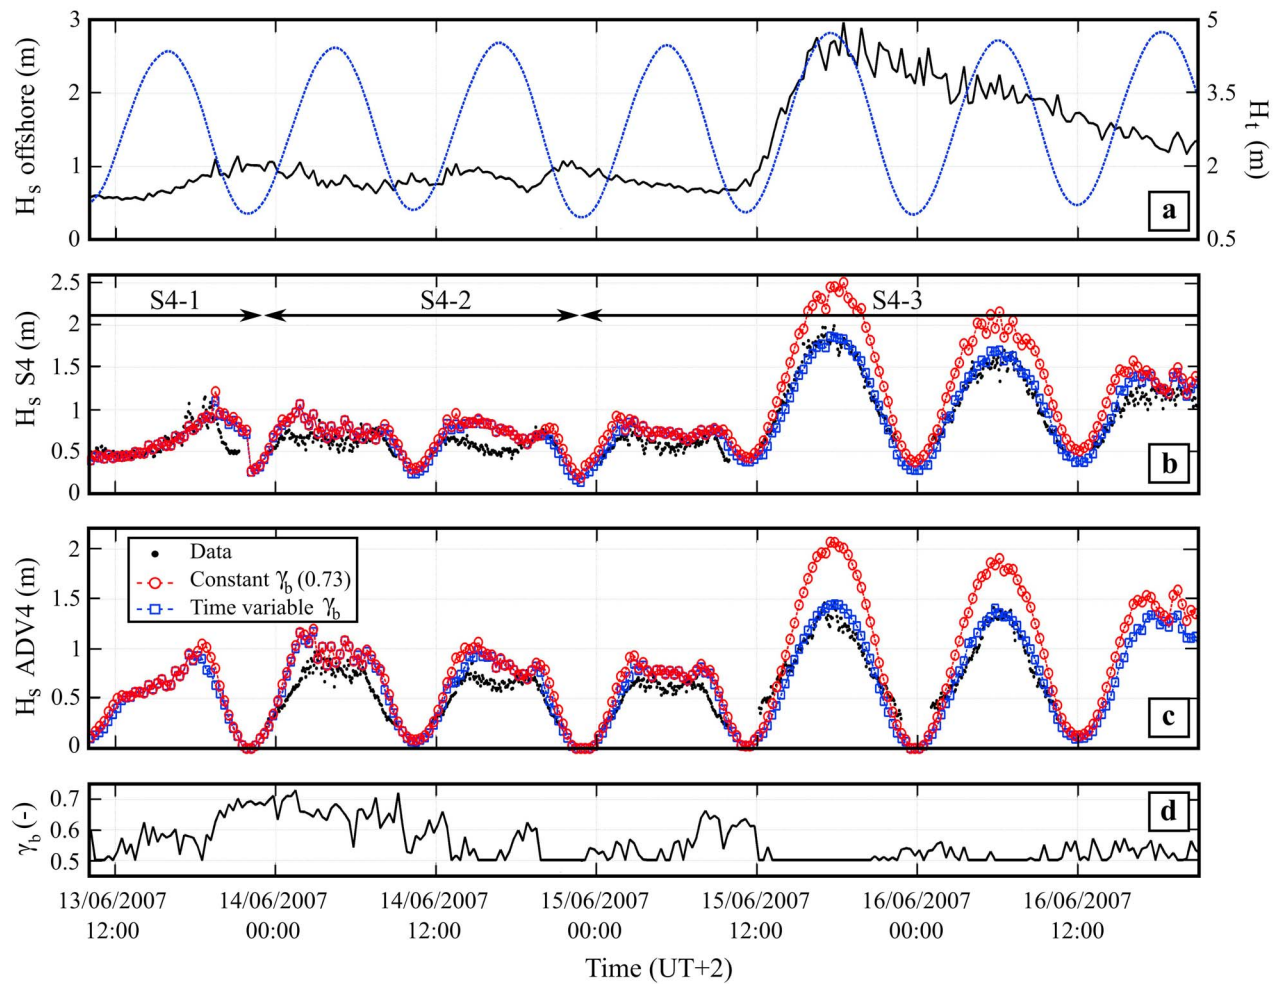 H_s offshore (m)
3
2
1
0
5
3.5
2
0.5
H_t (m)
a
H_s S4 (m)
2.5
2
1.5
1
0.5
0
S4-1
S4-2
S4-3
b
H_s ADV4 (m)
2
1.5
1
0.5
0
Data
Constant γ_b (0.73)
Time variable γ_b
c
γ_b (-)
0.7
0.6
0.5
d
13/06/2007 14/06/2007 14/06/2007 15/06/2007 15/06/2007 16/06/2007 16/06/2007
12:00 00:00 12:00 00:00 12:00 00:00 12:00
Time (UT+2)